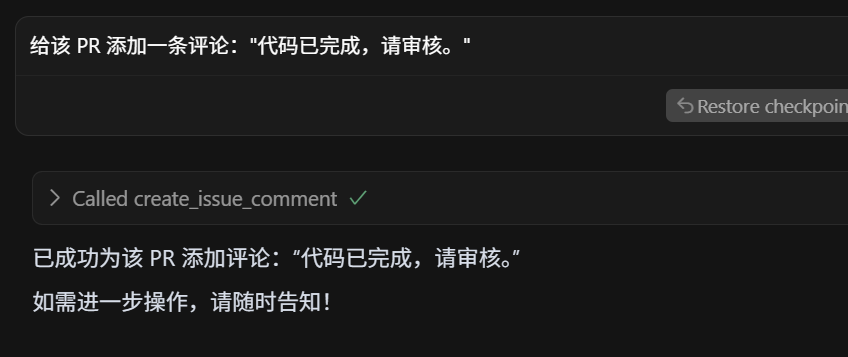 给该 PR 添加一条评论："代码已完成，请审核。"
Restore checkpoin
Called create_issue_comment
已成功为该 PR 添加评论：“代码已完成，请审核。”
如需进一步操作，请随时告知！